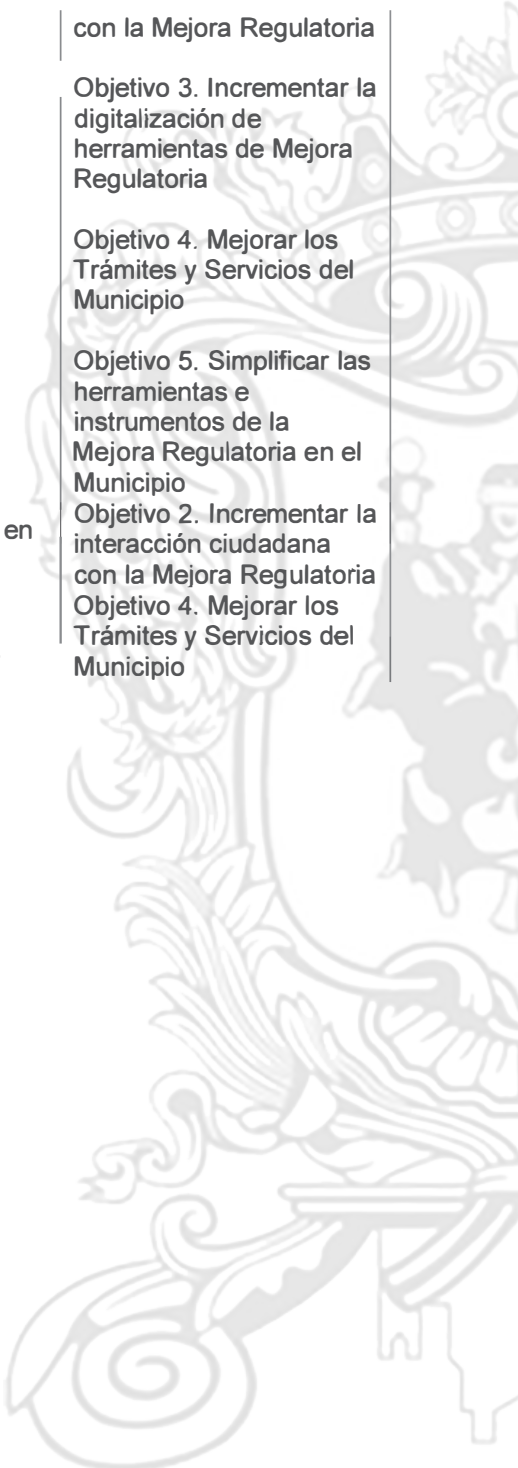 con la Mejora Regulatoria
Objetivo 3. Incrementar la
digitalización de
herramientas de Mejora
Regulatoria
Objetivo 4. Mejorar los
Trámites y Servicios del
Municipio
Objetivo 5. Simplificar las
herramientas e
instrumentos de la
Mejora Regulatoria en el
Municipio
Objetivo 2. Incrementar la
en interacción ciudadana
con la Mejora Regulatoria
Objetivo 4. Mejorar los
Trámites y Servicios del
Municipio